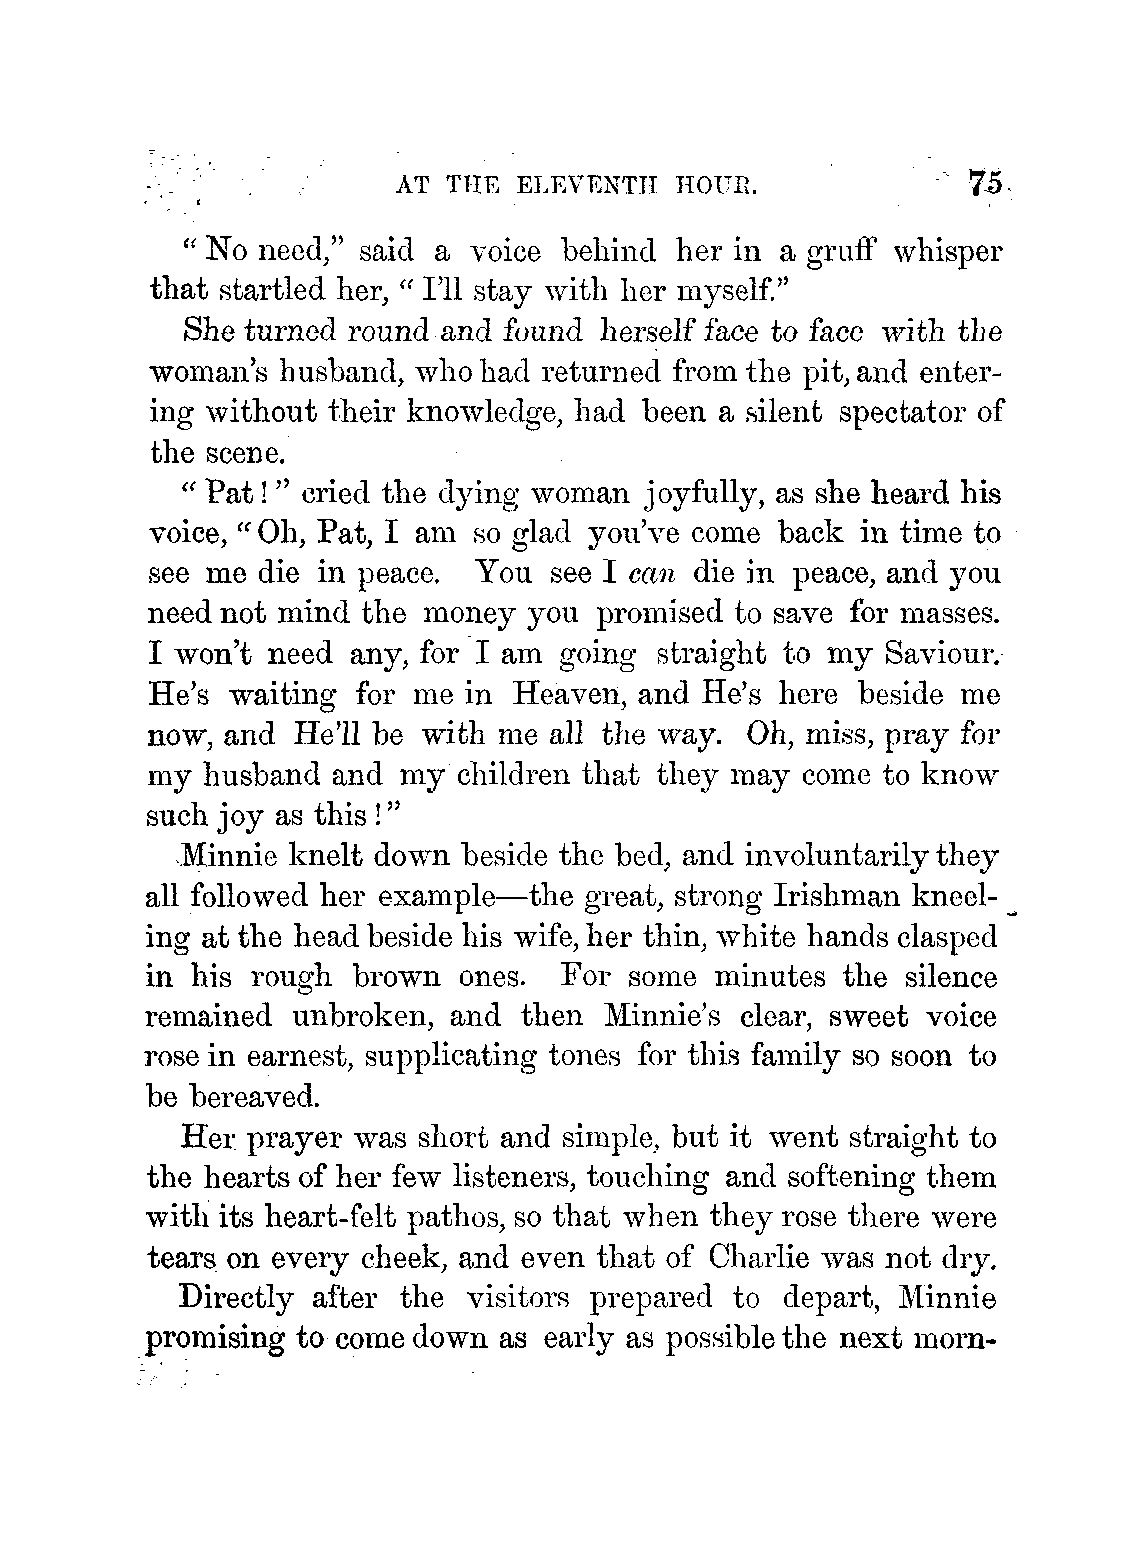 AT THE ELEVENTH HOUR. 75
“ No need,” said a voice behind her in a gruff whisper
that startled her, “ I’ll stay with her myself.”
She turned round and found herself face to face with the
woman’s husband, who had returned from the pit, and enter-
ing without their knowledge, had been a silent spectator of
the scene.
“ Pat ! ” cried the dying woman joyfully, as she heard his
voice, “ Oh, Pat, I am so glad you’ve come back in time to
see me die in peace. You see I can die in peace, and you
need not mind the money you promised to save for masses.
I won’t need any, for I am going straight to my Saviour.
He’s waiting for me in Heaven, and He’s here beside me
now, and He’ll be with me all the way. Oh, miss, pray for
my husband and my children that they may come to know
such joy as this ! ”
Minnie knelt down beside the bed, and involuntarily they
all followed her example—the great, strong Irishman kneel-
ing at the head beside his wife, her thin, white hands clasped
in his rough brown ones. For some minutes the silence
remained unbroken, and then Minnie’s clear, sweet voice
rose in earnest, supplicating tones for this family so soon to
be bereaved.
Her prayer was short and simple, but it went straight to
the hearts of her few listeners, touching and softening them
with its heart-felt pathos, so that when they rose there were
tears on every cheek, and even that of Charlie was not dry.
Directly after the visitors prepared to depart, Minnie
promising to come down as early as possible the next morn-